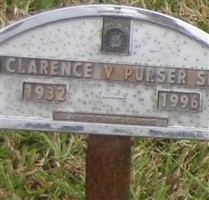 CLARENCE V PURSER S
1932 1996